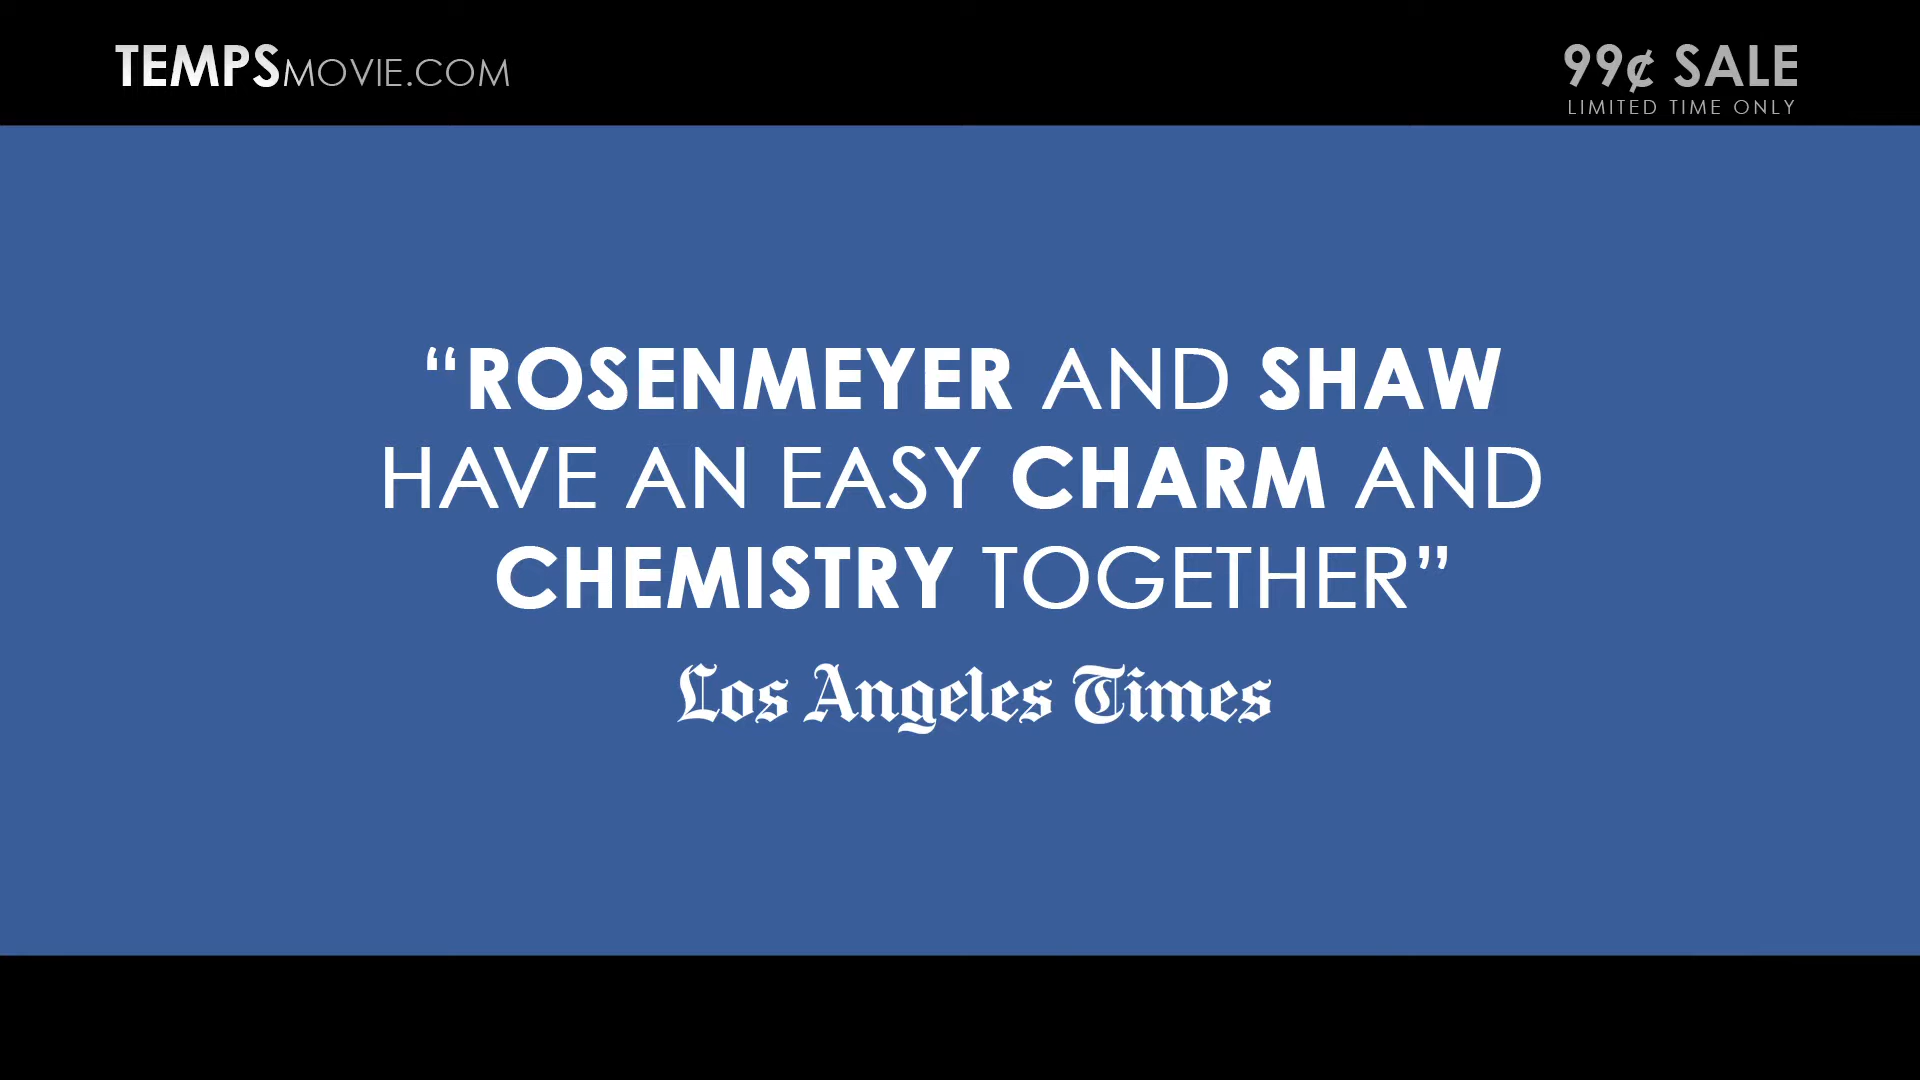 TEMPSMOVIE.COM
99¢ SALE
LIMITED TIME ONLY
“ROSENMEYER AND SHAW
HAVE AN EASY CHARM AND
CHEMISTRY TOGETHER”
Los Angeles Times